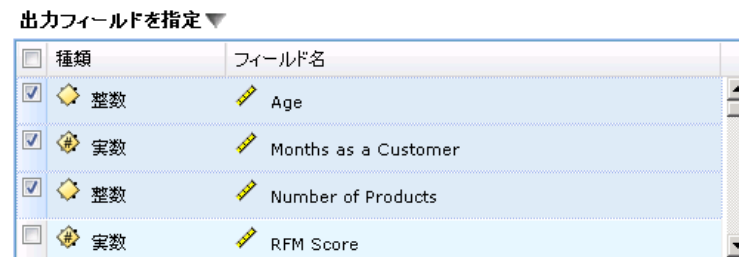 出力フィールドを指定
種類 フィールド名
整数 Age
実数 Months as a Customer
整数 Number of Products
実数 RFM Score